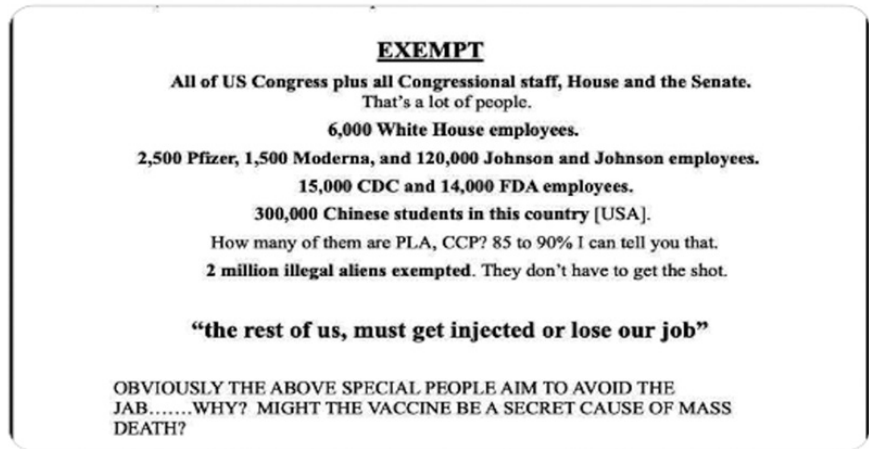 EXEMPT
All of US Congress plus all Congressional staff, House and the Senate.
That's a lot of people.
6,000 White House employees.
2,500 Pfizer, 1,500 Moderna, and 120,000 Johnson and Johnson employees.
15,000 CDC and 14,000 FDA employees.
300,000 Chinese students in this country [USA].
How many of them are PLA, CCP? 85 to 90% I can tell you that.
2 million illegal aliens exempted. They don't have to get the shot.
“the rest of us, must get injected or lose our job”
OBVIOUSLY THE ABOVE SPECIAL PEOPLE AIM TO AVOID THE
JAB.......WHY? MIGHT THE VACCINE BE A SECRET CAUSE OF MASS
DEATH?